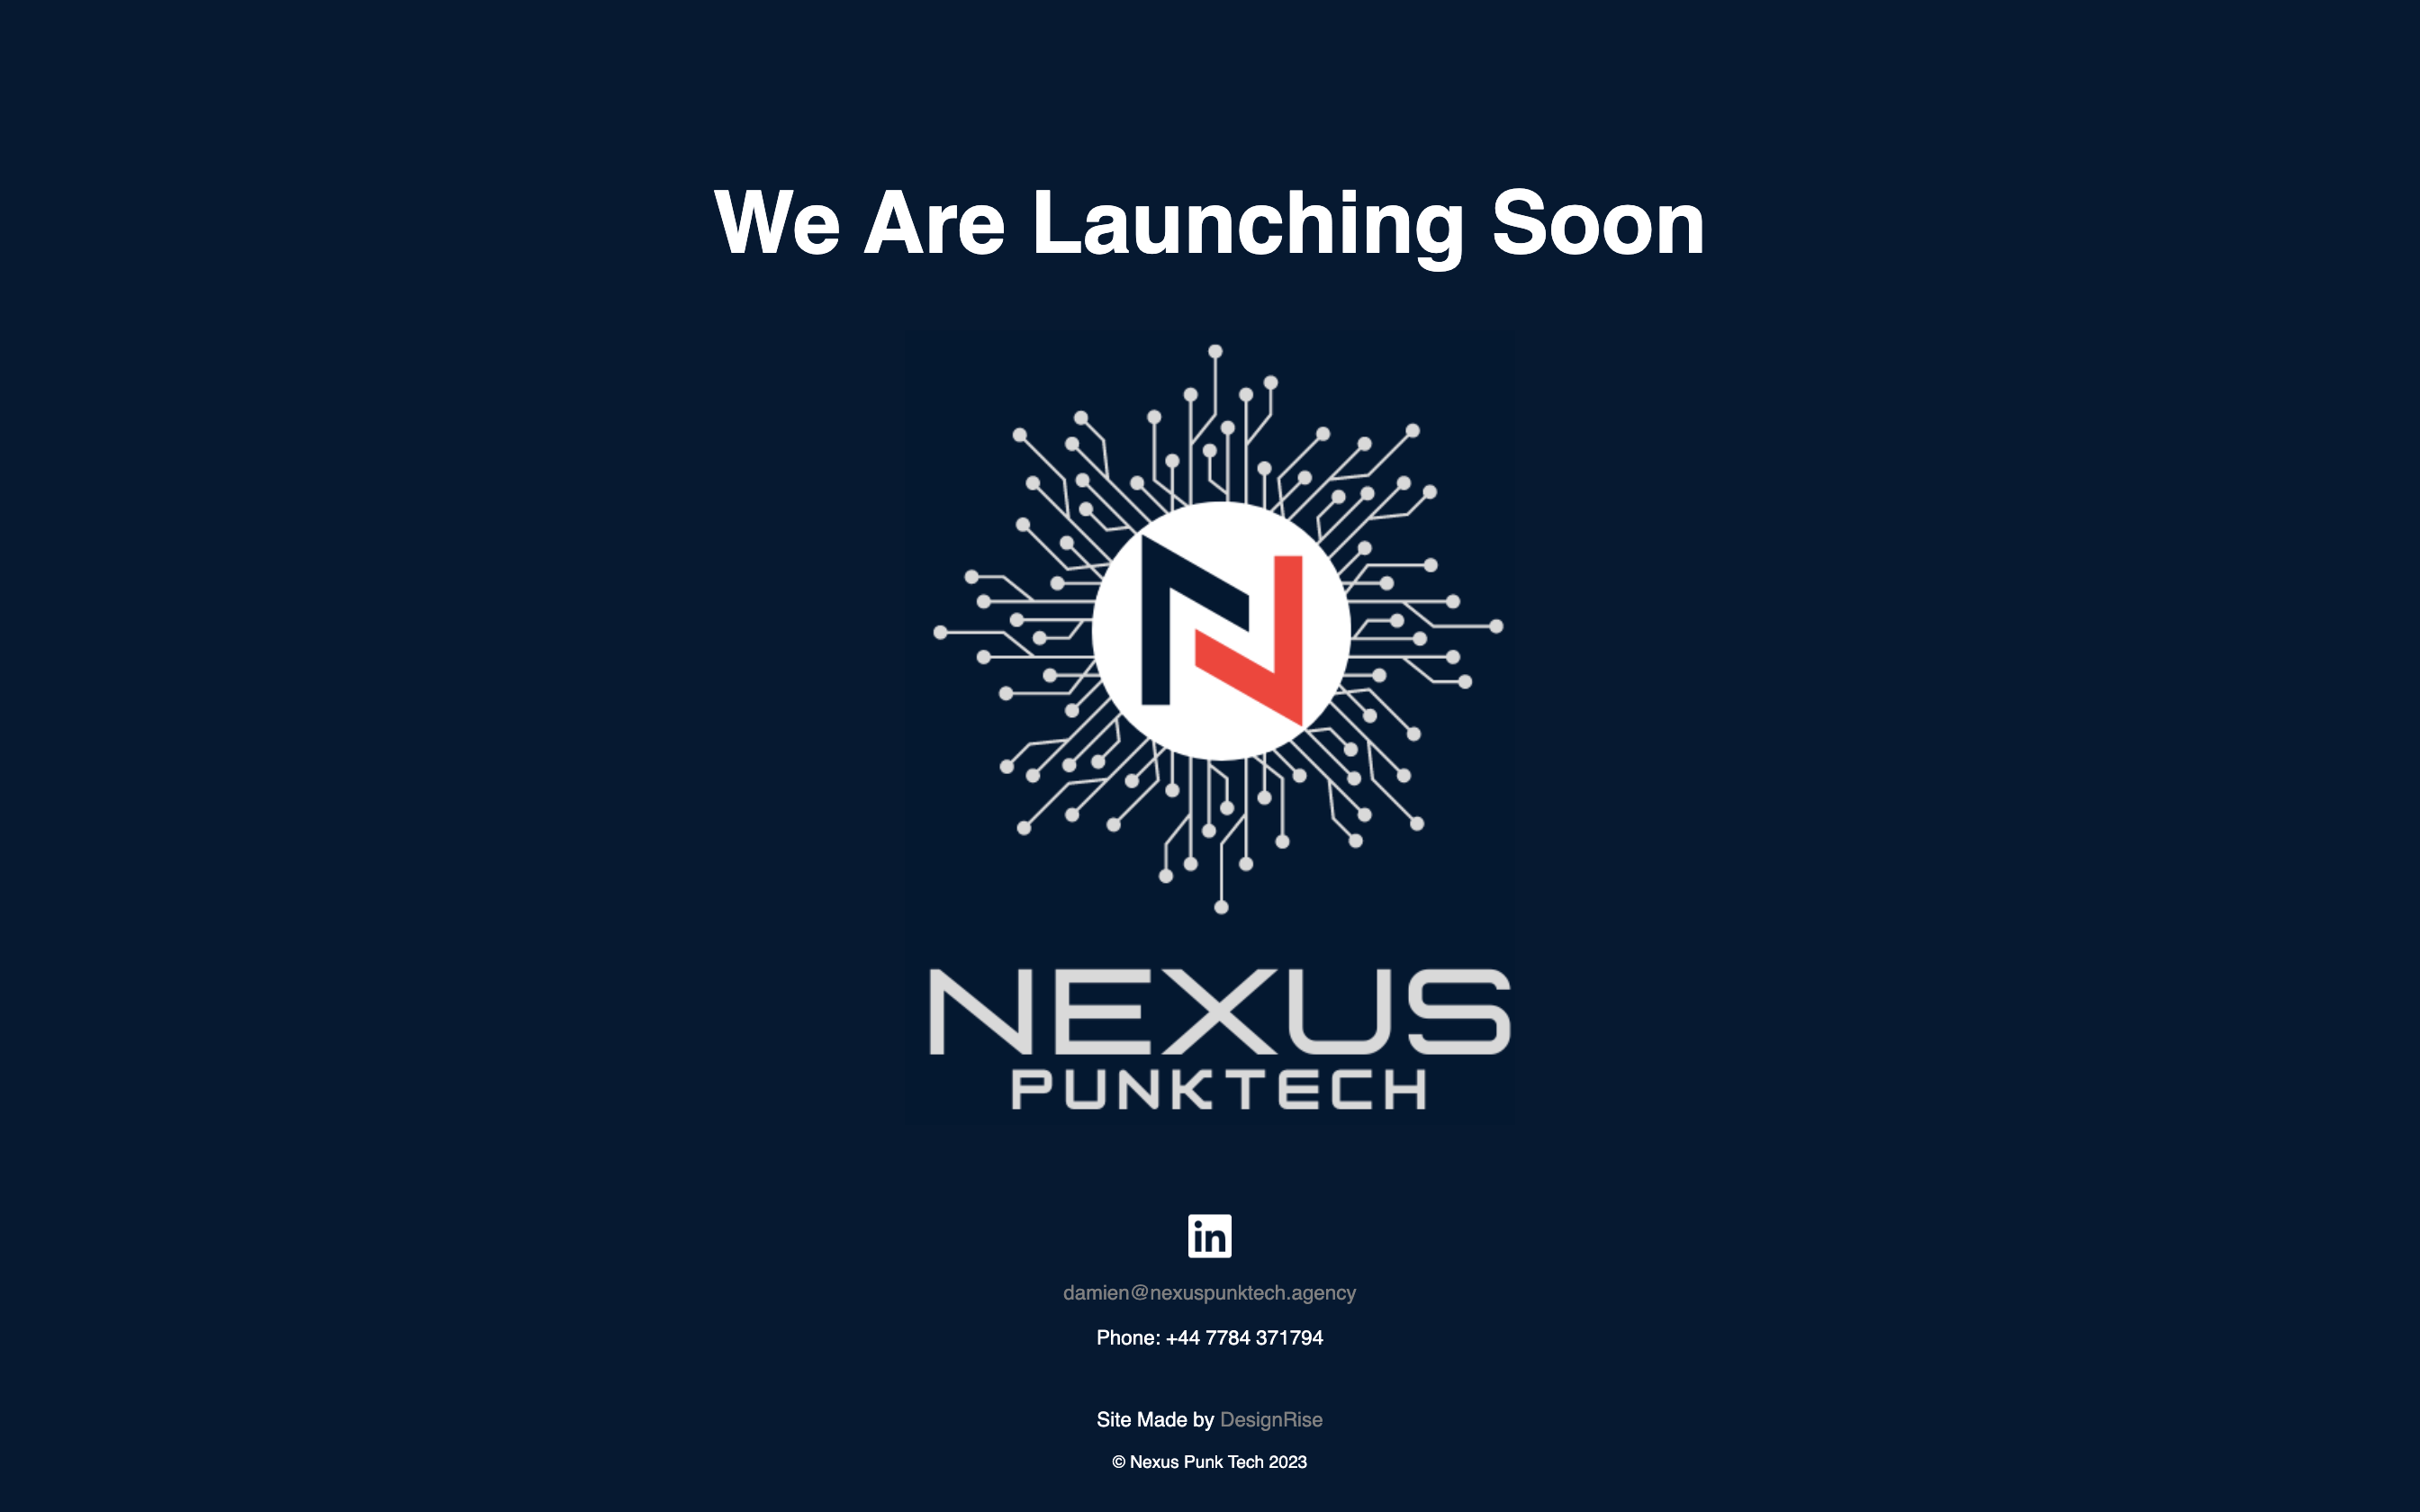 We Are Launching Soon
N
NEXUS
PUNKTECH
in
damien@nexuspunktech.agency
Phone: +44 7784 371794
Site Made by DesignRise
© Nexus Punk Tech 2023